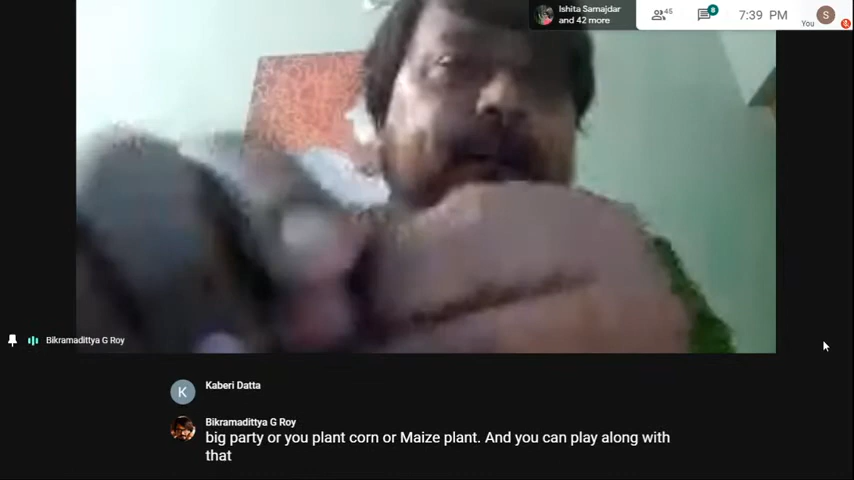 Ishita Samajdar
and 42 more
45
8
7:39 PM
You
S
Bikramadittya G Roy
K
Kaberi Datta
Bikramadittya G Roy
big party or you plant corn or Maize plant. And you can play along with
that